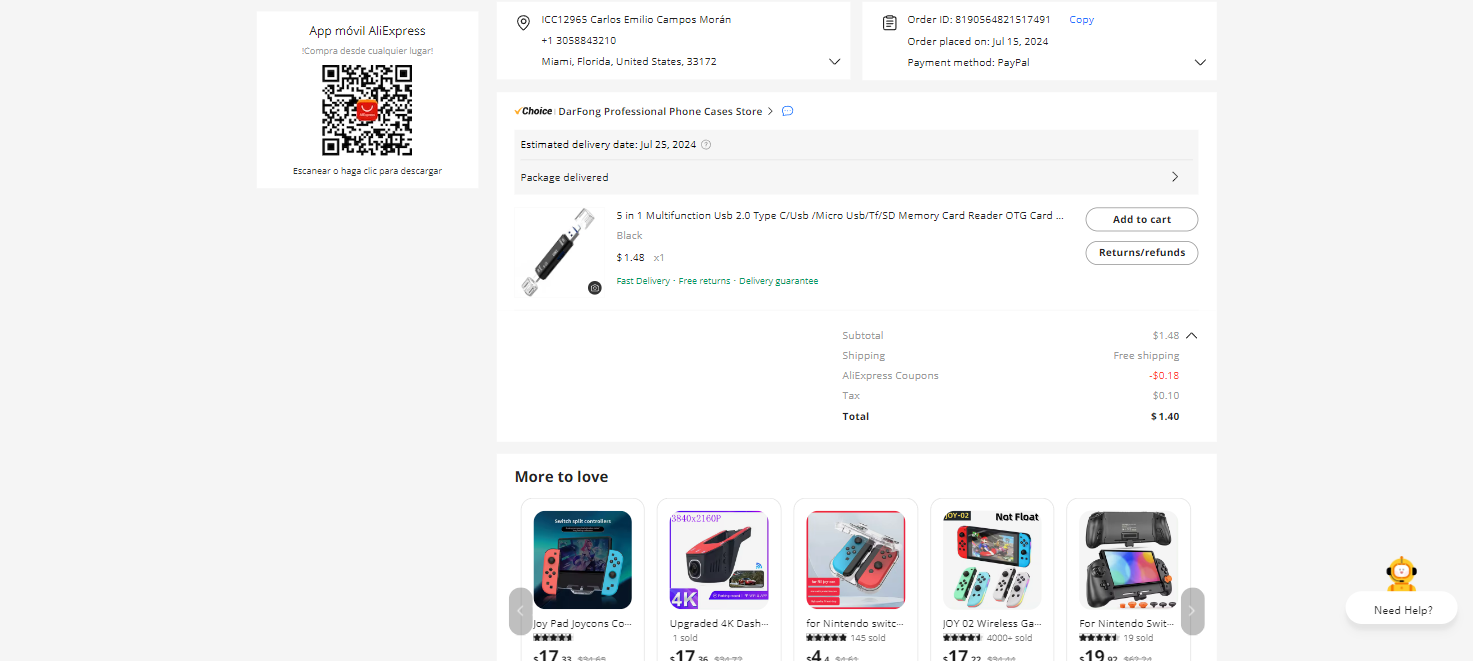 App móvil AliExpress
!Compra desde cualquier lugar!
Escanear o haga clic para descargar
ICC12965 Carlos Emilio Campos Morán
+1 3058843210
Miami, Florida, United States, 33172
Order ID: 8190564821517491 Copy
Order placed on: Jul 15, 2024
Payment method: PayPal
Choice DarFong Professional Phone Cases Store
Estimated delivery date: Jul 25, 2024
Package delivered
5 in 1 Multifunction Usb 2.0 Type C/Usb /Micro Usb/Tf/SD Memory Card Reader OTG Card ...
Black
$1.48 x1
Fast Delivery · Free returns · Delivery guarantee
Add to cart
Returns/refunds
Subtotal $1.48
Shipping Free shipping
AliExpress Coupons -$0.18
Tax $0.10
Total $1.40
More to love
Switch split controllers
3840x2160P
4K
JOY-02
Not Float
Joy Pad Joycons Co...
Upgraded 4K Dash...
1 sold
for Nintendo switc...
145 sold
JOY 02 Wireless Ga...
4000+ sold
For Nintendo Swit...
19 sold
$17.33 $34.65
$17.36 $34.72
$4.4 $4.61
$17.22 $34.44
$19.92 $62.24
Need Help?